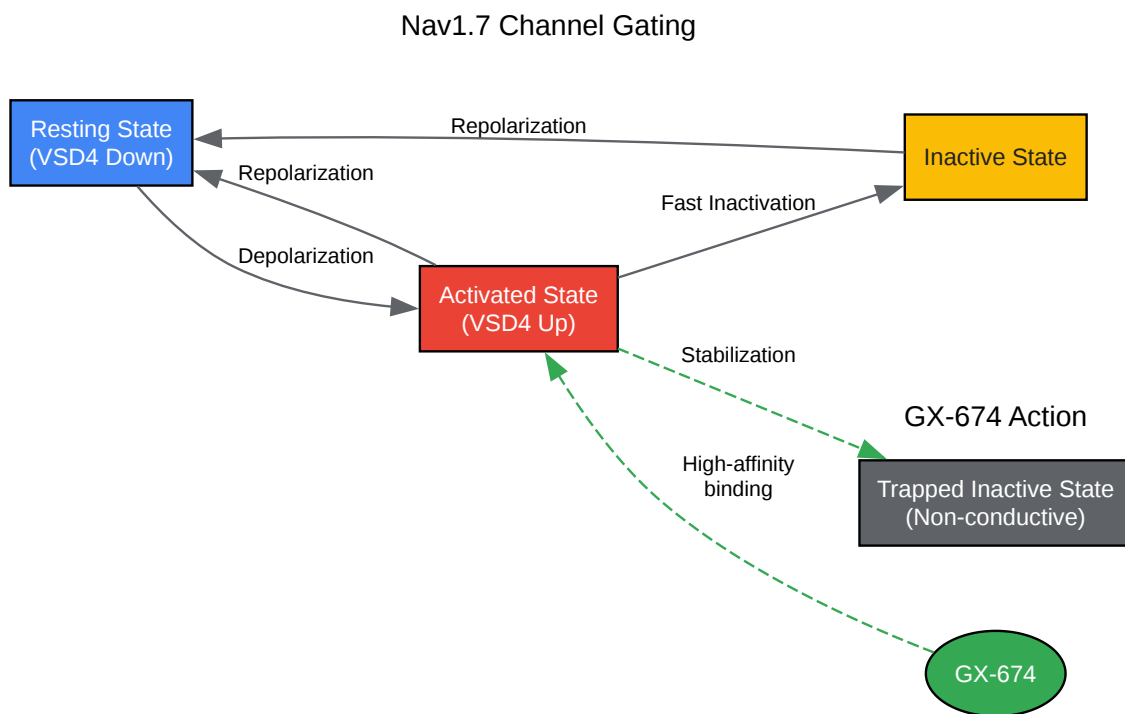 Nav1.7 Channel Gating
Resting State
(VSD4 Down)
Repolarization
Inactive State
Repolarization
Fast Inactivation
Depolarization
Activated State
(VSD4 Up)
Stabilization
GX-674 Action
High-affinity
binding
Trapped Inactive State
(Non-conductive)
GX-674